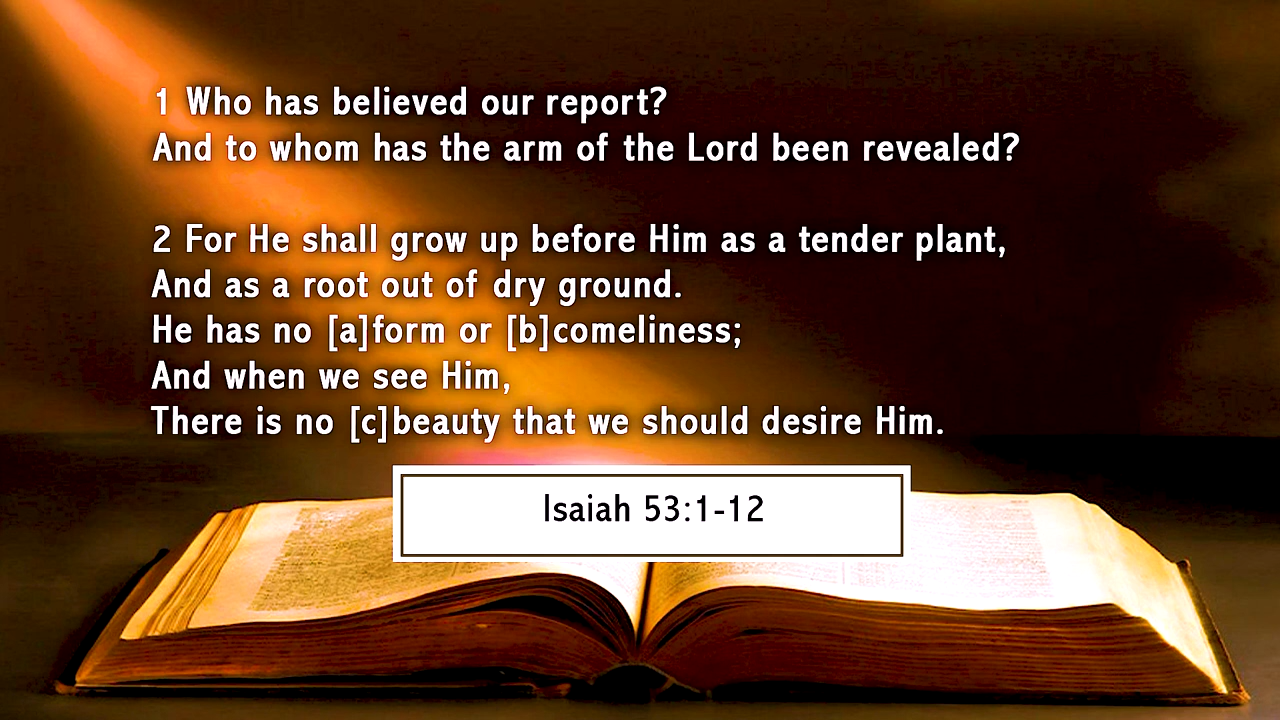 1 Who has believed our report?
And to whom has the arm of the Lord been revealed?
2 For He shall grow up before Him as a tender plant,
And as a root out of dry ground.
He has no [a]form or [b]comeliness;
And when we see Him,
There is no [c]beauty that we should desire Him.
Isaiah 53:1-12